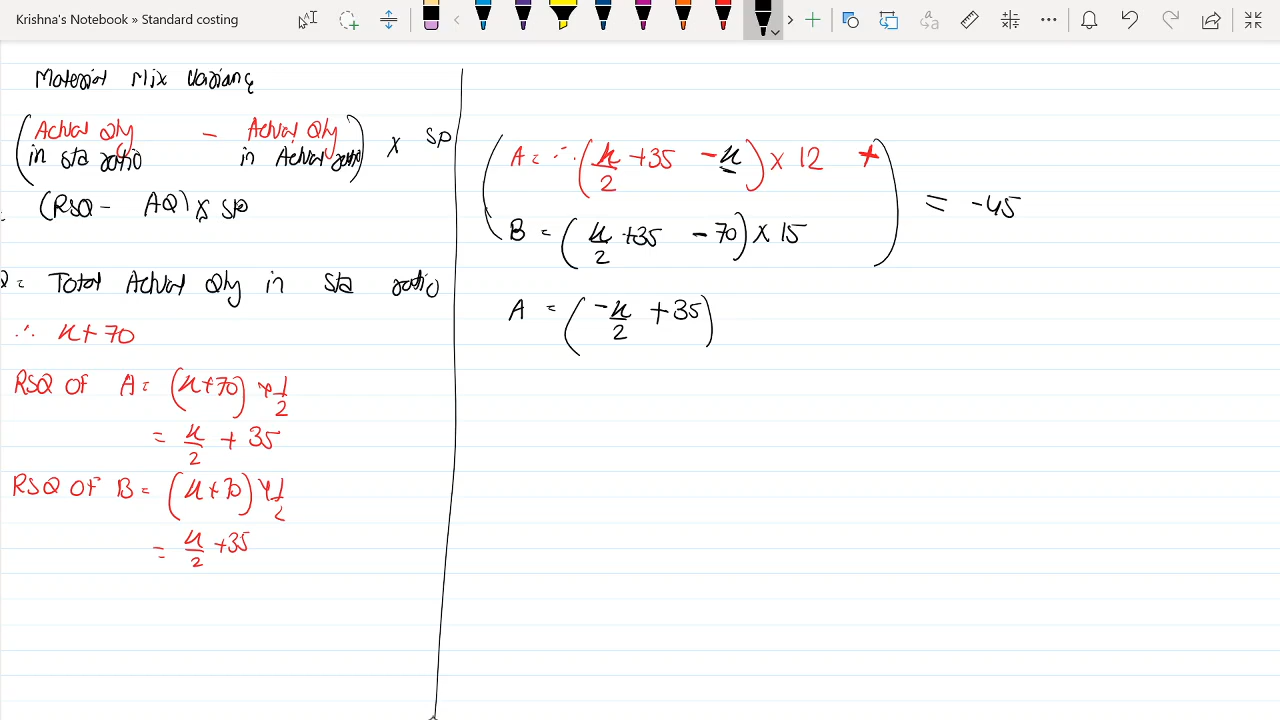 Krishna's Notebook » Standard costing
Material Mix Variance
(Actual Qty in sta ratio - Actual Qty in Actual ratio) x SP
= (RSQ - AQ) x SP
Q = Total Actual Qty in sta ratio
∴ x + 70
RSQ OF A = (x+70) x 1/2
= x/2 + 35
RSQ OF B = (x+70) x 1/2
= x/2 + 35
(A = ∴ (x/2 + 35 - x) x 12 +
B = (x/2 + 35 - 70) x 15) = -45
A = (-x/2 + 35)